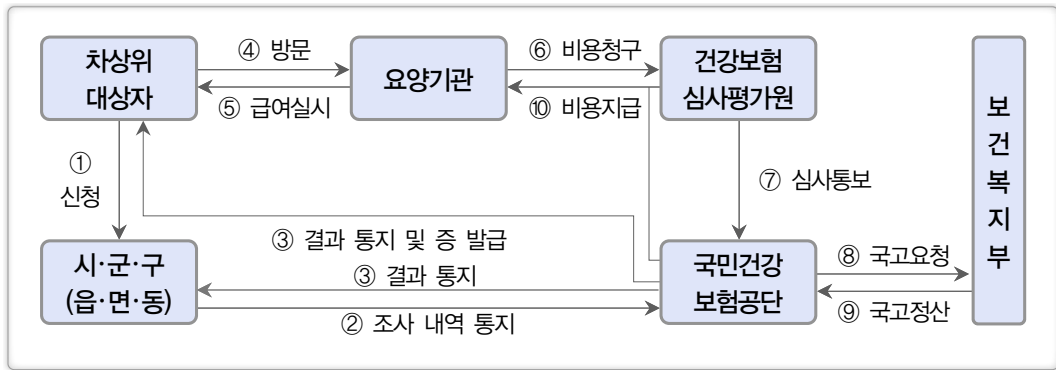 차상위
대상자
④ 방문
⑤ 급여실시
요양기관
⑥ 비용청구
⑩ 비용지급
건강보험
심사평가원
보건복지부
①
신청
⑦ 심사통보
③ 결과 통지 및 증 발급
시·군·구
(읍·면·동)
③ 결과 통지
② 조사 내역 통지
국민건강
보험공단
⑧ 국고요청
⑨ 국고정산